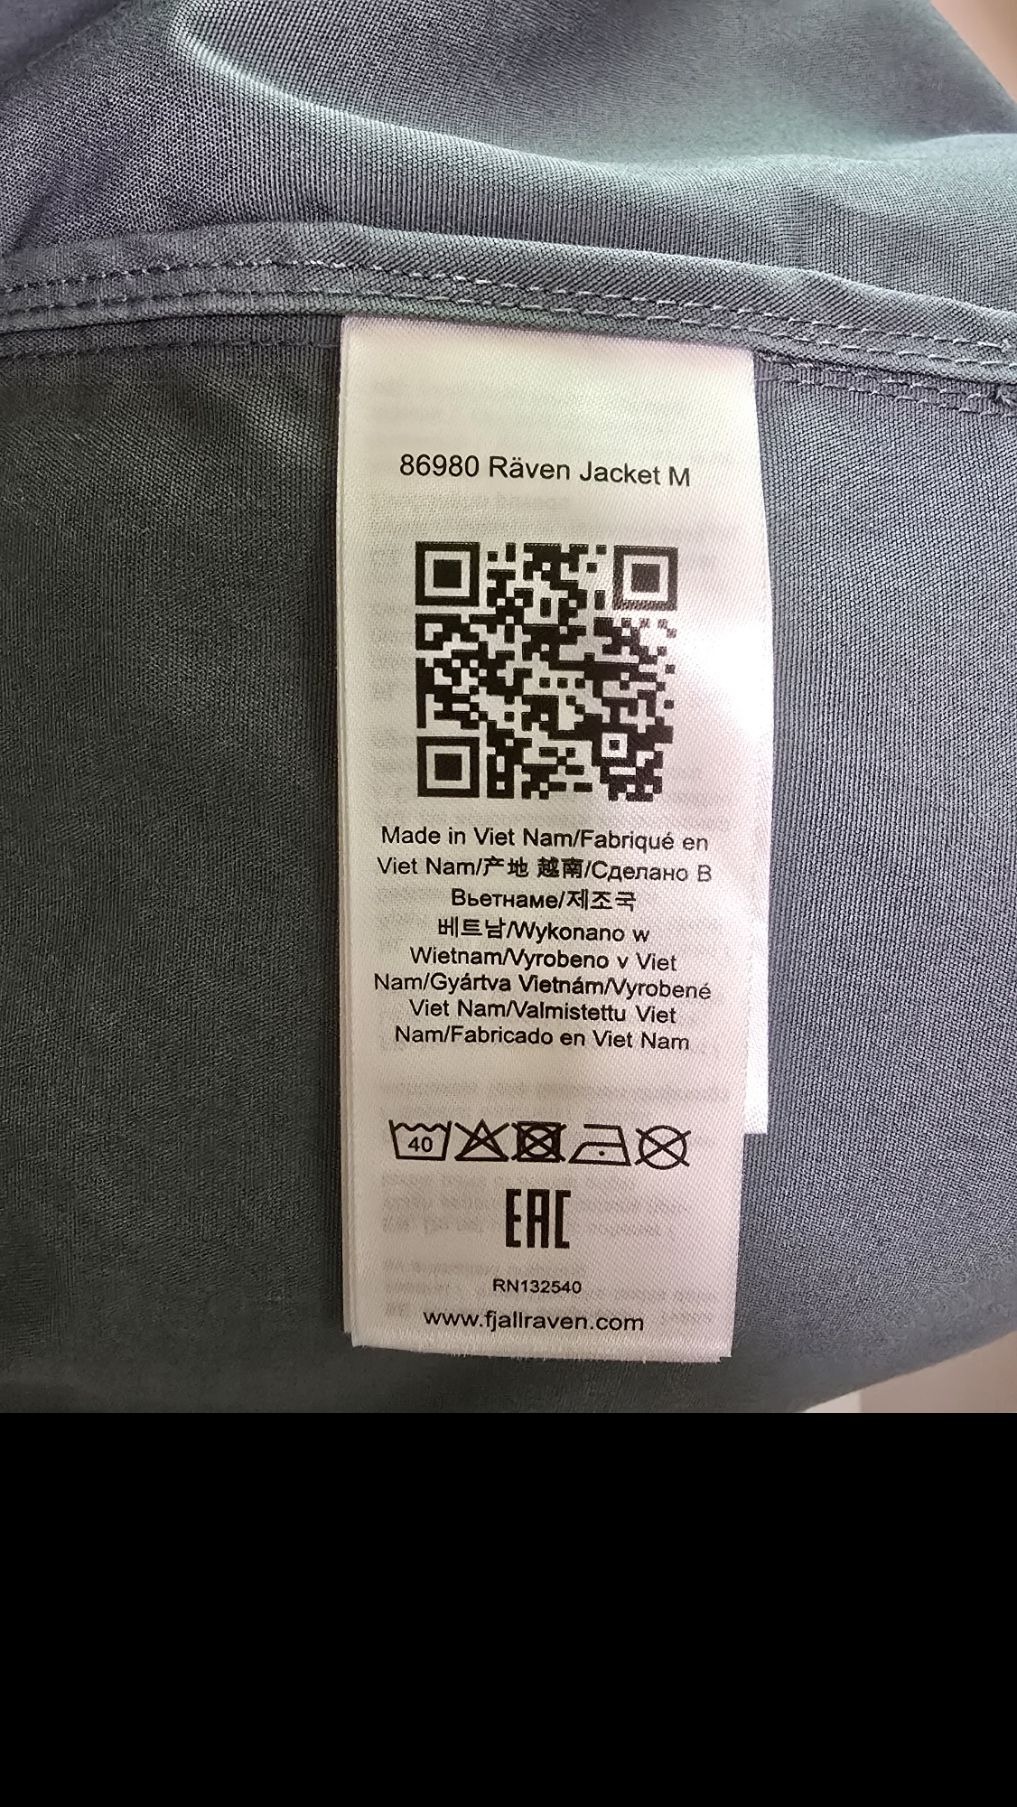 86980 Räven Jacket M
Made in Viet Nam/Fabriqué en
Viet Nam/产地 越南/Сделано В
Вьетнаме/제조국
베트남/Wykonano w
Wietnam/Vyrobeno v Viet
Nam/Gyártva Vietnám/Vyrobené
Viet Nam/Valmistettu Viet
Nam/Fabricado en Viet Nam
40
EAC
RN132540
www.fjallraven.com